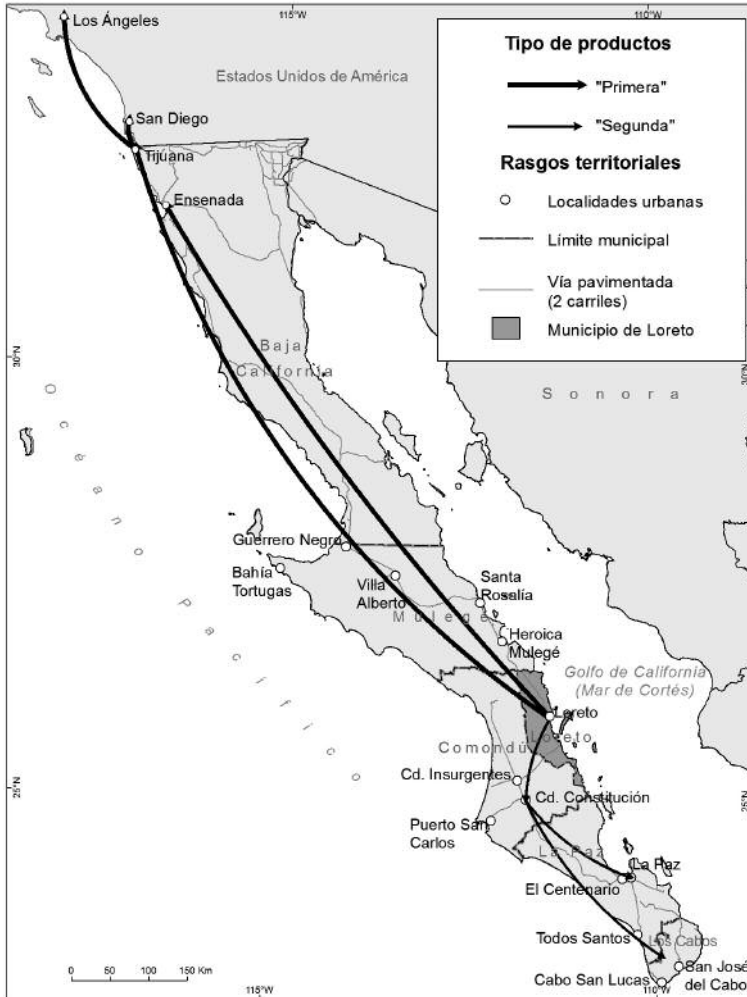 115°W
110°W
Los Ángeles
Estados Unidos de América
San Diego
Tijuana
Ensenada
Tipo de productos
"Primera"
"Segunda"
Rasgos territoriales
Localidades urbanas
Límite municipal
Vía pavimentada
(2 carriles)
Municipio de Loreto
30°N
30°N
Baja
California
Sonora
Océano Pacífico
Guerrero Negro
Bahía
Tortugas
Villa
Alberto
Santa
Rosalía
Mulegé
Heroica
Mulegé
Golfo de California
(Mar de Cortés)
Loreto
Loreto
Comondú
Cd. Insurgentes
25°N
25°N
Cd. Constitución
Puerto San
Carlos
La Paz
La Paz
El Centenario
Todos Santos
Los Cabos
San José
del Cabo
Cabo San Lucas
0 50 100 150 Km
115°W
110°W